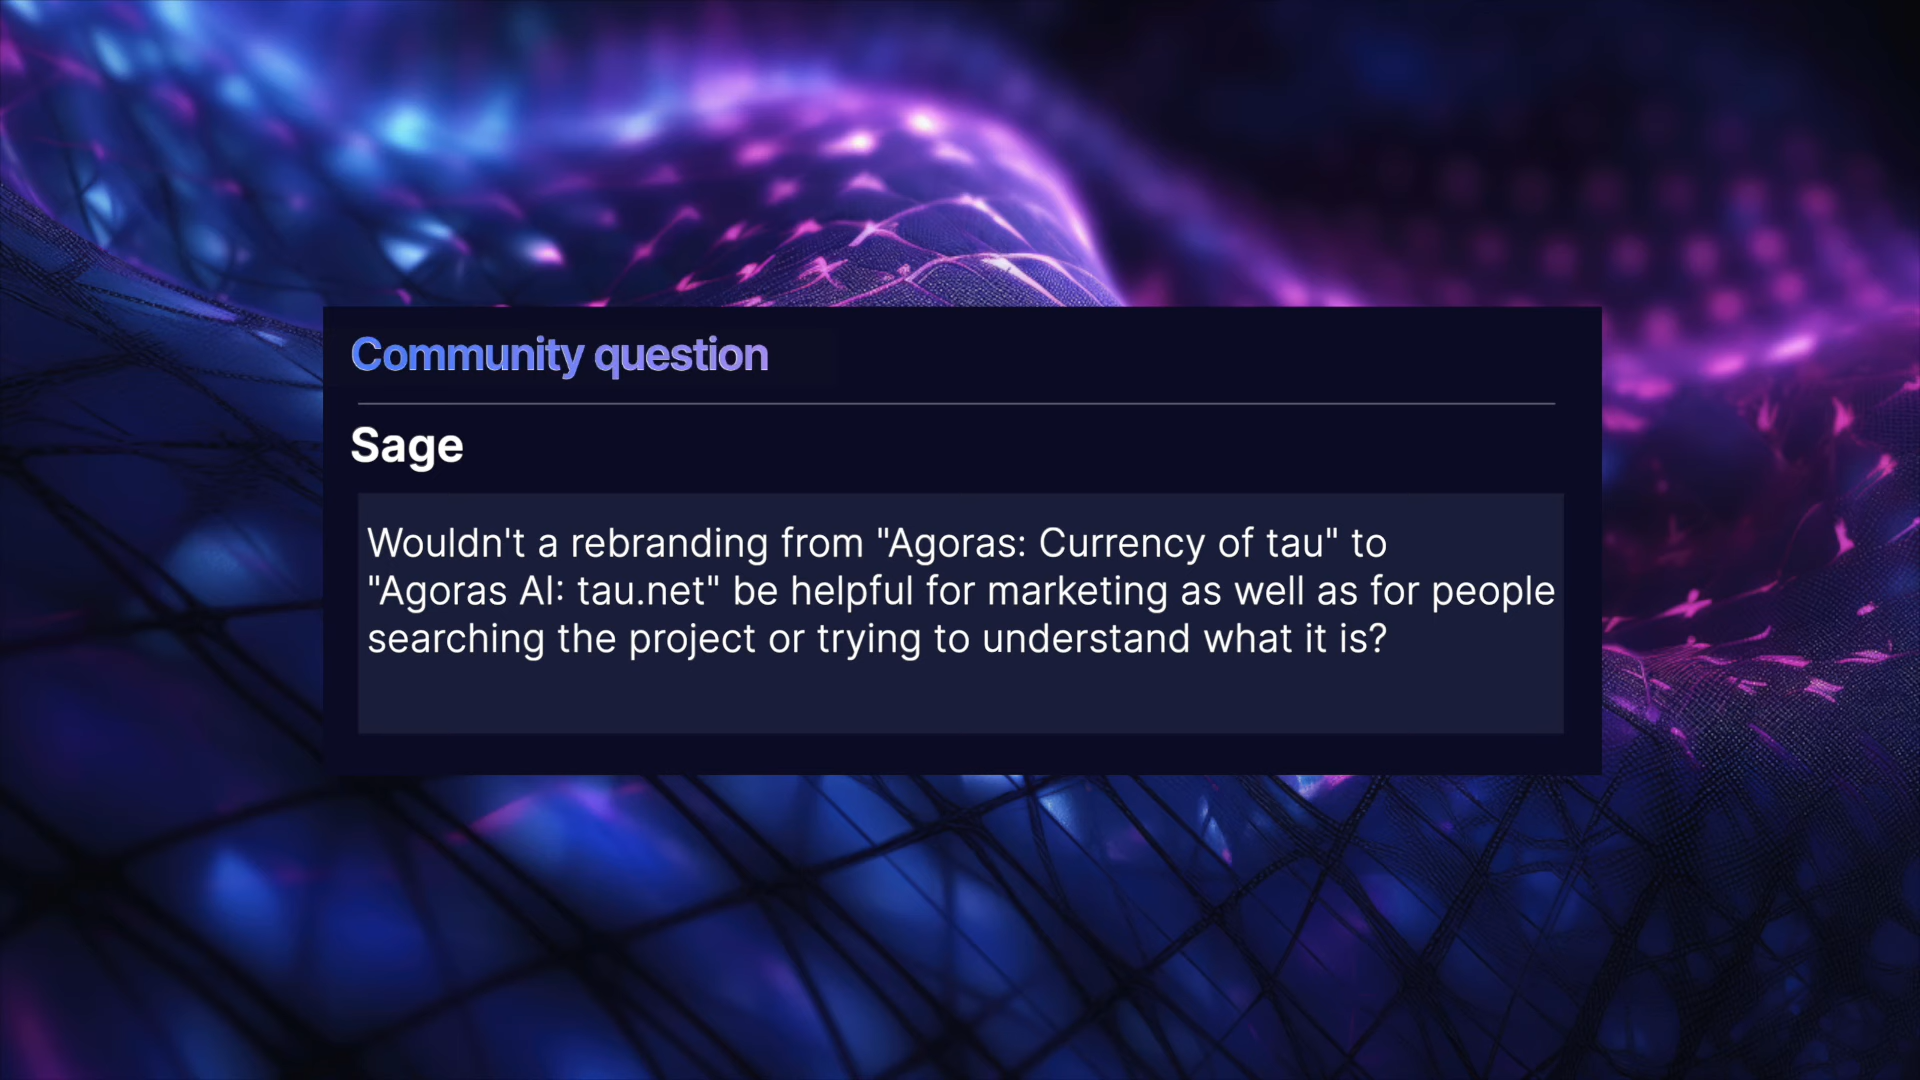 Community question
Sage
Wouldn't a rebranding from "Agoras: Currency of tau" to
"Agoras AI: tau.net" be helpful for marketing as well as for people
searching the project or trying to understand what it is?